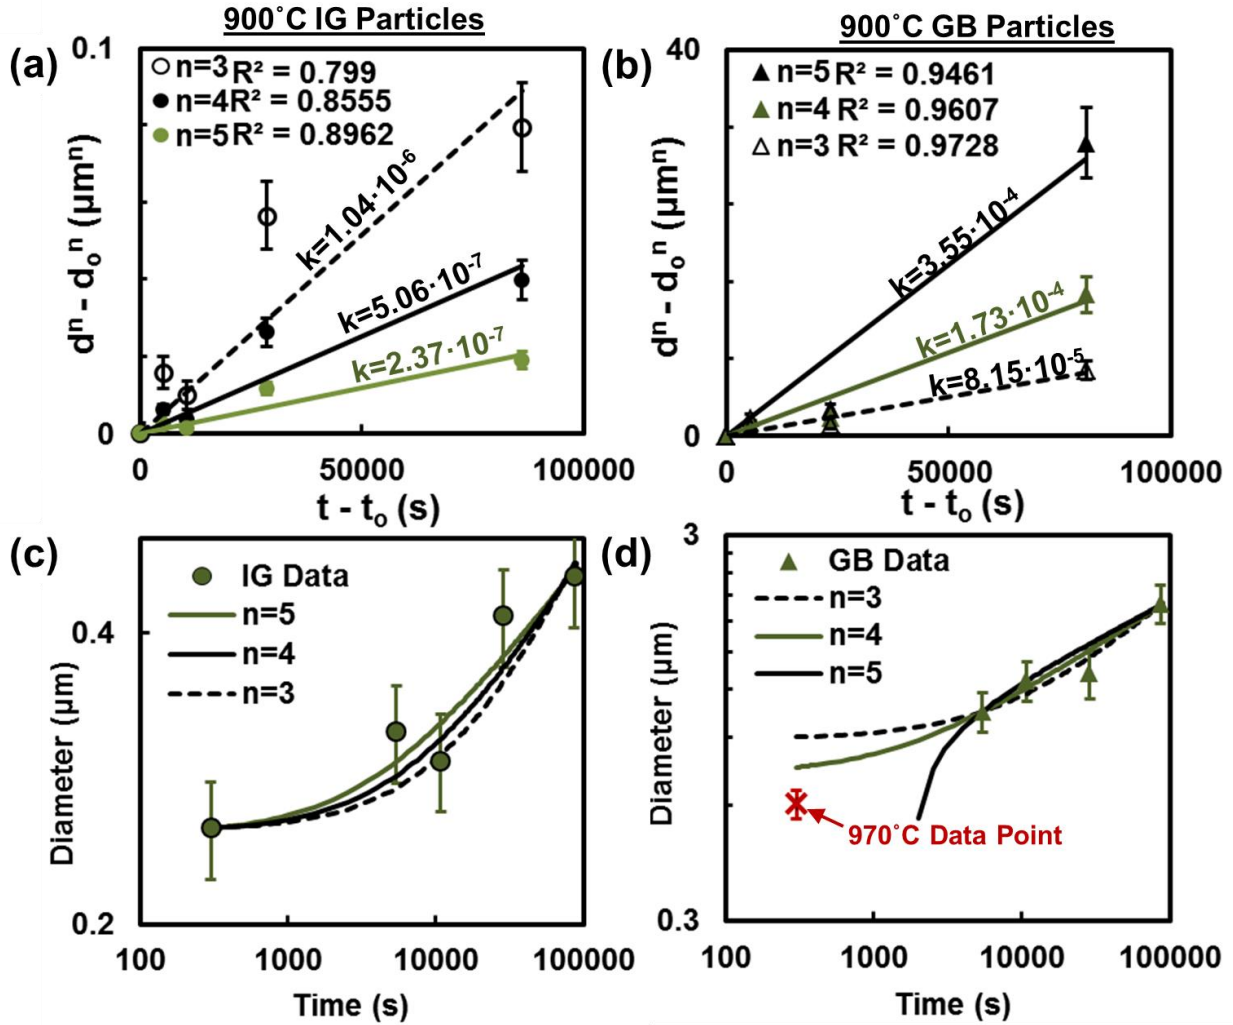 900˚C IG Particles
900˚C GB Particles
(a)
0.1
n=3 R² = 0.799
n=4 R² = 0.8555
n=5 R² = 0.8962
k=1.04·10⁻⁶
k=5.06·10⁻⁷
k=2.37·10⁻⁷
dⁿ - dₒⁿ (µmⁿ)
0
0
50000
100000
t - tₒ (s)
(b)
40
n=5 R² = 0.9461
n=4 R² = 0.9607
n=3 R² = 0.9728
k=3.55·10⁻⁴
k=1.73·10⁻⁴
k=8.15·10⁻⁵
dⁿ - dₒⁿ (µmⁿ)
0
0
50000
100000
t - tₒ (s)
(c)
IG Data
n=5
n=4
n=3
0.4
0.2
Diameter (µm)
100
1000
10000
100000
Time (s)
(d)
3
GB Data
n=3
n=4
n=5
970˚C Data Point
0.3
Diameter (µm)
100
1000
10000
100000
Time (s)